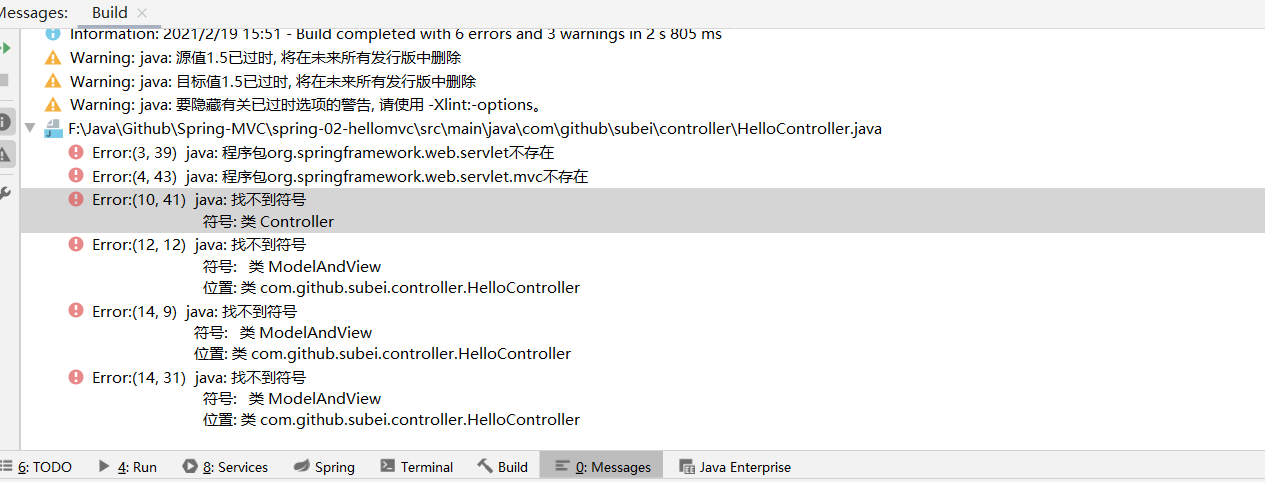 Messages: Build
Information: 2021/2/19 15:51 - Build completed with 6 errors and 3 warnings in 2 s 805 ms
Warning: java: 源值1.5已过时, 将在未来所有发行版中删除
Warning: java: 目标值1.5已过时, 将在未来所有发行版中删除
Warning: java: 要隐藏有关已过时选项的警告, 请使用 -Xlint:-options。
F:\Java\Github\Spring-MVC\spring-02-hellomvc\src\main\java\com\github\subei\controller\HelloController.java
Error:(3, 39) java: 程序包org.springframework.web.servlet不存在
Error:(4, 43) java: 程序包org.springframework.web.servlet.mvc不存在
Error:(10, 41) java: 找不到符号
符号: 类 Controller
Error:(12, 12) java: 找不到符号
符号: 类 ModelAndView
位置: 类 com.github.subei.controller.HelloController
Error:(14, 9) java: 找不到符号
符号: 类 ModelAndView
位置: 类 com.github.subei.controller.HelloController
Error:(14, 31) java: 找不到符号
符号: 类 ModelAndView
位置: 类 com.github.subei.controller.HelloController
6: TODO 4: Run 8: Services Spring Terminal Build 0: Messages Java Enterprise